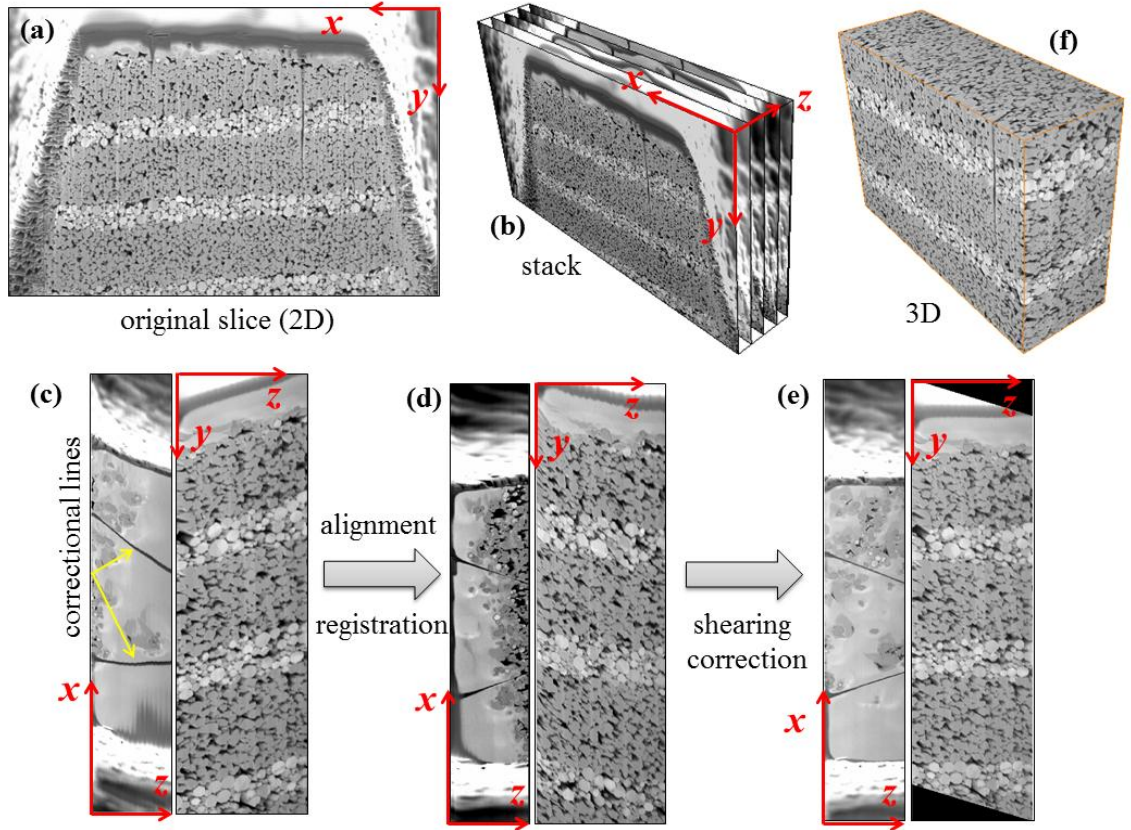 (a)
x
y
original slice (2D)
(b)
x
z
y
stack
(f)
3D
(c)
correctional lines
z
y
x
z
alignment
registration
(d)
z
y
x
z
shearing
correction
(e)
z
y
x
z